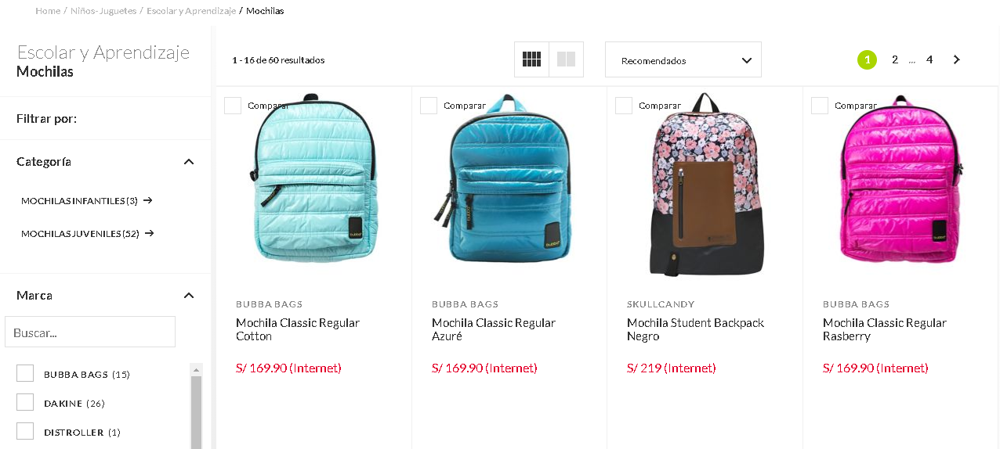 Home / Niños- Juguetes / Escolar y Aprendizaje / Mochilas
Escolar y Aprendizaje
Mochilas
Filtrar por:
Categoría
MOCHILAS INFANTILES (3) →
MOCHILAS JUVENILES (52) →
Marca
Buscar...
BUBBA BAGS (15)
DAKINE (26)
DISTROLLER (1)
1 - 16 de 60 resultados
Recomendados
1 2 ... 4
Comparar
BUBBA BAGS
Mochila Classic Regular
Cotton
S/ 169.90 (Internet)
Comparar
BUBBA BAGS
Mochila Classic Regular
Azuré
S/ 169.90 (Internet)
Comparar
SKULLCANDY
Mochila Student Backpack
Negro
S/ 219 (Internet)
Comparar
BUBBA BAGS
Mochila Classic Regular
Rasberry
S/ 169.90 (Internet)